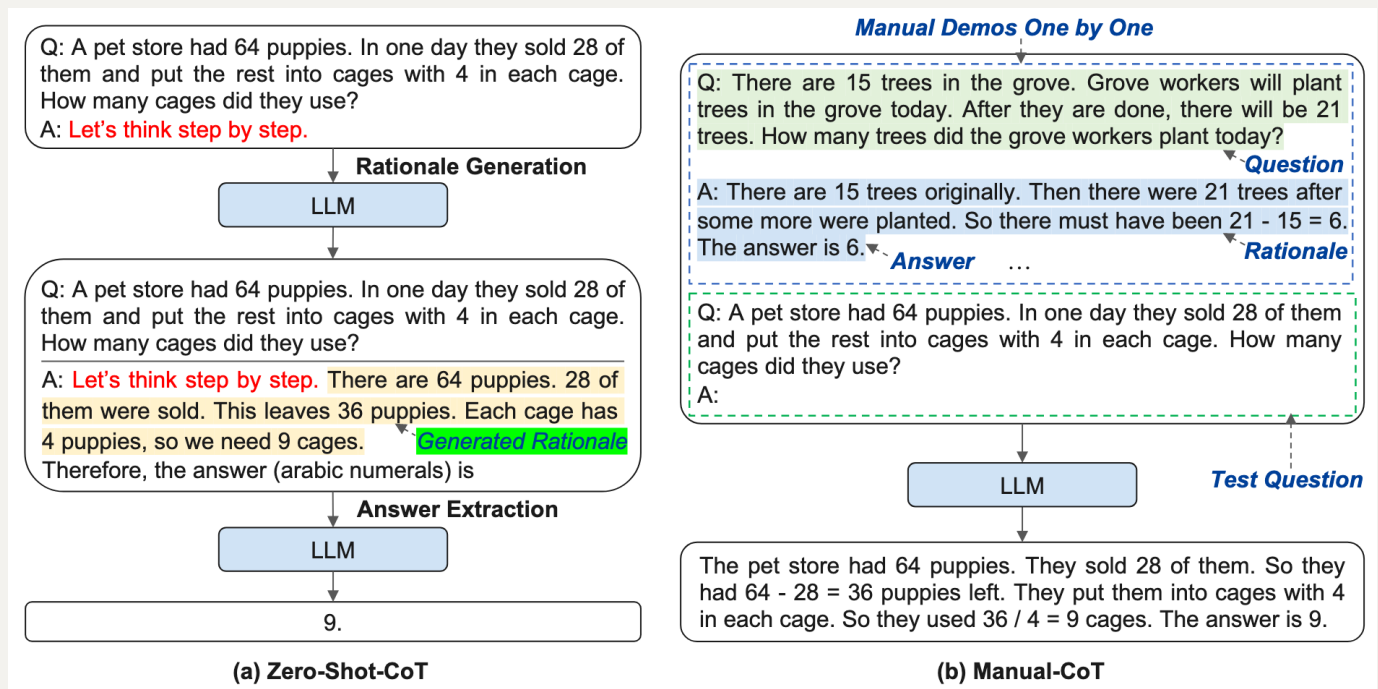 Q: A pet store had 64 puppies. In one day they sold 28 of
them and put the rest into cages with 4 in each cage.
How many cages did they use?
A: Let's think step by step.
Rationale Generation
LLM
Q: A pet store had 64 puppies. In one day they sold 28 of
them and put the rest into cages with 4 in each cage.
How many cages did they use?
A: Let's think step by step. There are 64 puppies. 28 of
them were sold. This leaves 36 puppies. Each cage has
4 puppies, so we need 9 cages.
Generated Rationale
Therefore, the answer (arabic numerals) is
Answer Extraction
LLM
9.
(a) Zero-Shot-CoT
Manual Demos One by One
Q: There are 15 trees in the grove. Grove workers will plant
trees in the grove today. After they are done, there will be 21
trees. How many trees did the grove workers plant today?
Question
A: There are 15 trees originally. Then there were 21 trees after
some more were planted. So there must have been 21 - 15 = 6.
The answer is 6.
Answer
...
Rationale
Q: A pet store had 64 puppies. In one day they sold 28 of them
and put the rest into cages with 4 in each cage. How many
cages did they use?
A:
LLM
Test Question
The pet store had 64 puppies. They sold 28 of them. So they
had 64 - 28 = 36 puppies left. They put them into cages with 4
in each cage. So they used 36 / 4 = 9 cages. The answer is 9.
(b) Manual-CoT